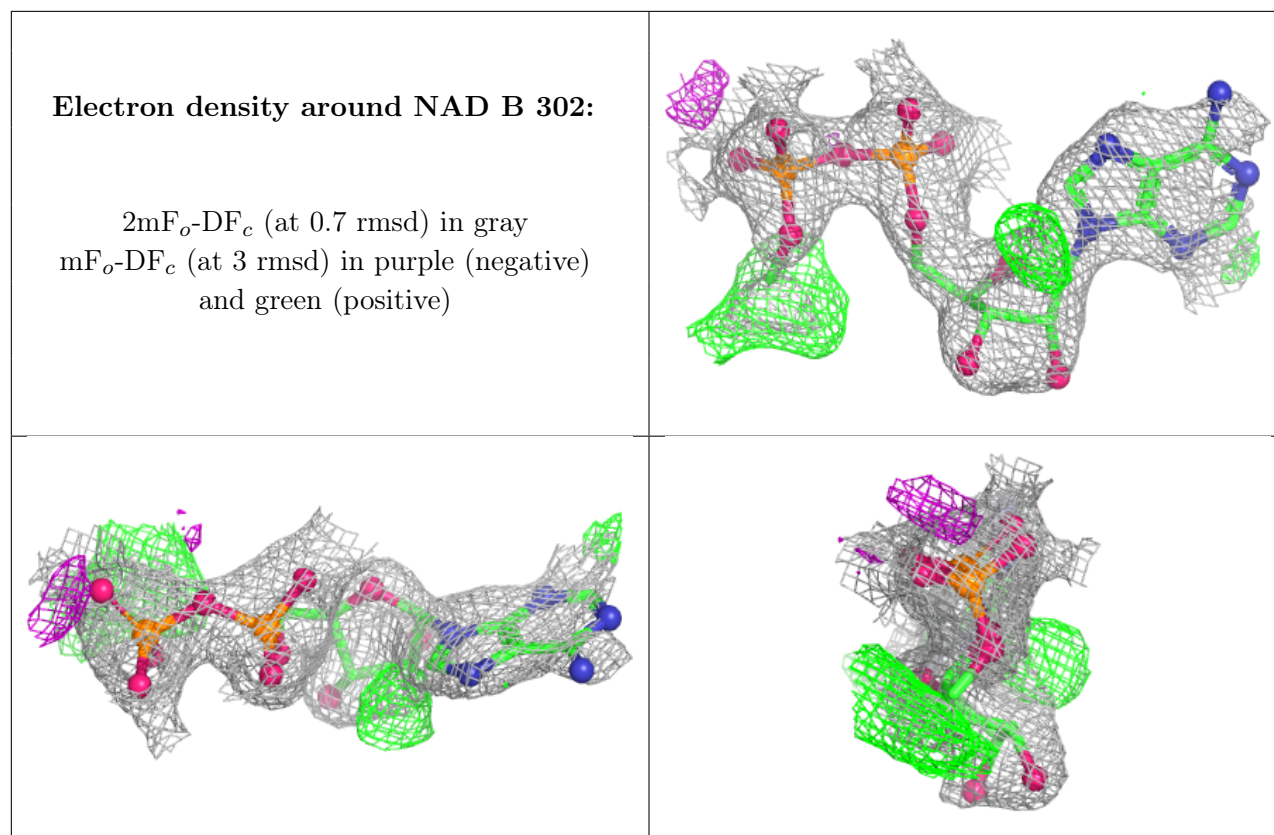 Electron density around NAD B 302:
2mFₒ-DF𝒸 (at 0.7 rmsd) in gray
mFₒ-DF𝒸 (at 3 rmsd) in purple (negative)
and green (positive)